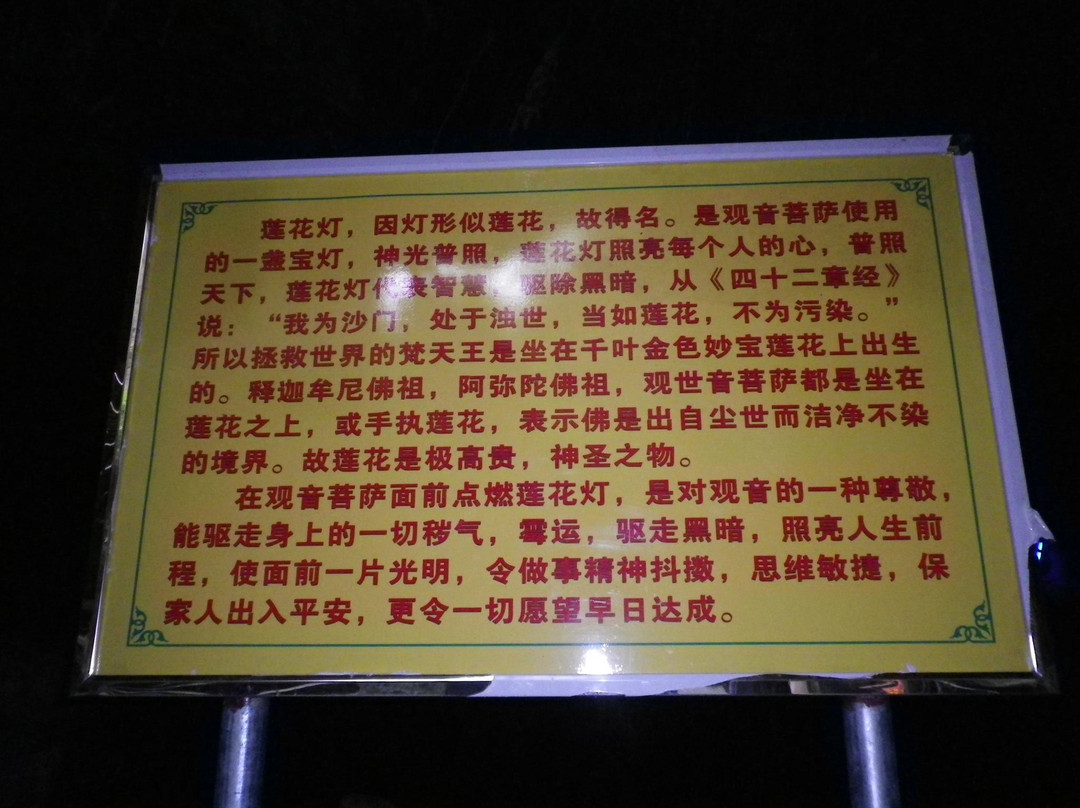 莲花灯，因灯形似莲花，故得名。是观音菩萨使用
的一盏宝灯，神光普照，莲花灯照亮每个人的心，普照
天下，莲花灯代表智慧，驱除黑暗，从《四十二章经》
说：“我为沙门，处于浊世，当如莲花，不为污染。”
所以拯救世界的梵天王是坐在千叶金色妙宝莲花上出生
的。释迦牟尼佛祖，阿弥陀佛祖，观世音菩萨都是坐在
莲花之上，或手执莲花，表示佛是出自尘世而洁净不染
的境界。故莲花是极高贵，神圣之物。
在观音菩萨面前点燃莲花灯，是对观音的一种尊敬，
能驱走身上的一切秽气，霉运，驱走黑暗，照亮人生前
程，使面前一片光明，令做事精神抖擞，思维敏捷，保
家人出入平安，更令一切愿望早日达成。